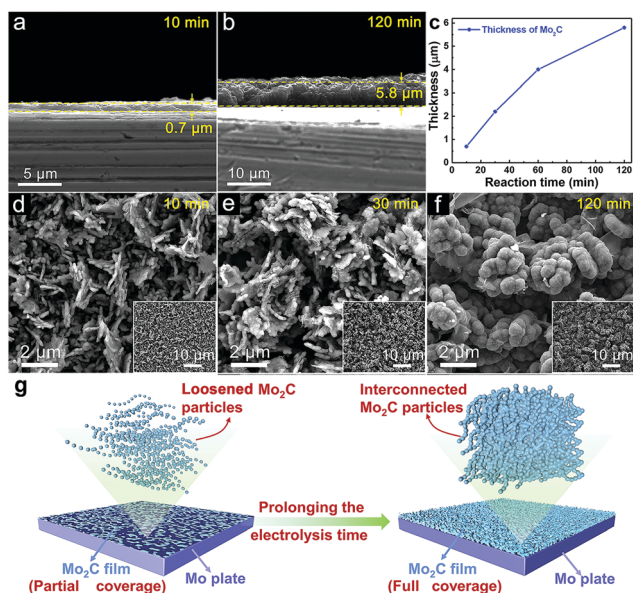 a
10 min
0.7 μm
5 μm
b
120 min
5.8 μm
10 μm
c
Thickness of Mo₂C
Thickness (μm)
6
5
4
3
2
1
0
0 20 40 60 80 100 120
Reaction time (min)
d
10 min
2 μm
10 μm
e
30 min
2 μm
10 μm
f
120 min
2 μm
10 μm
g
Loosened Mo₂C
particles
Interconnected
Mo₂C particles
Prolonging the
electrolysis time
Mo₂C film
(Partial coverage)
Mo plate
Mo₂C film
(Full coverage)
Mo plate